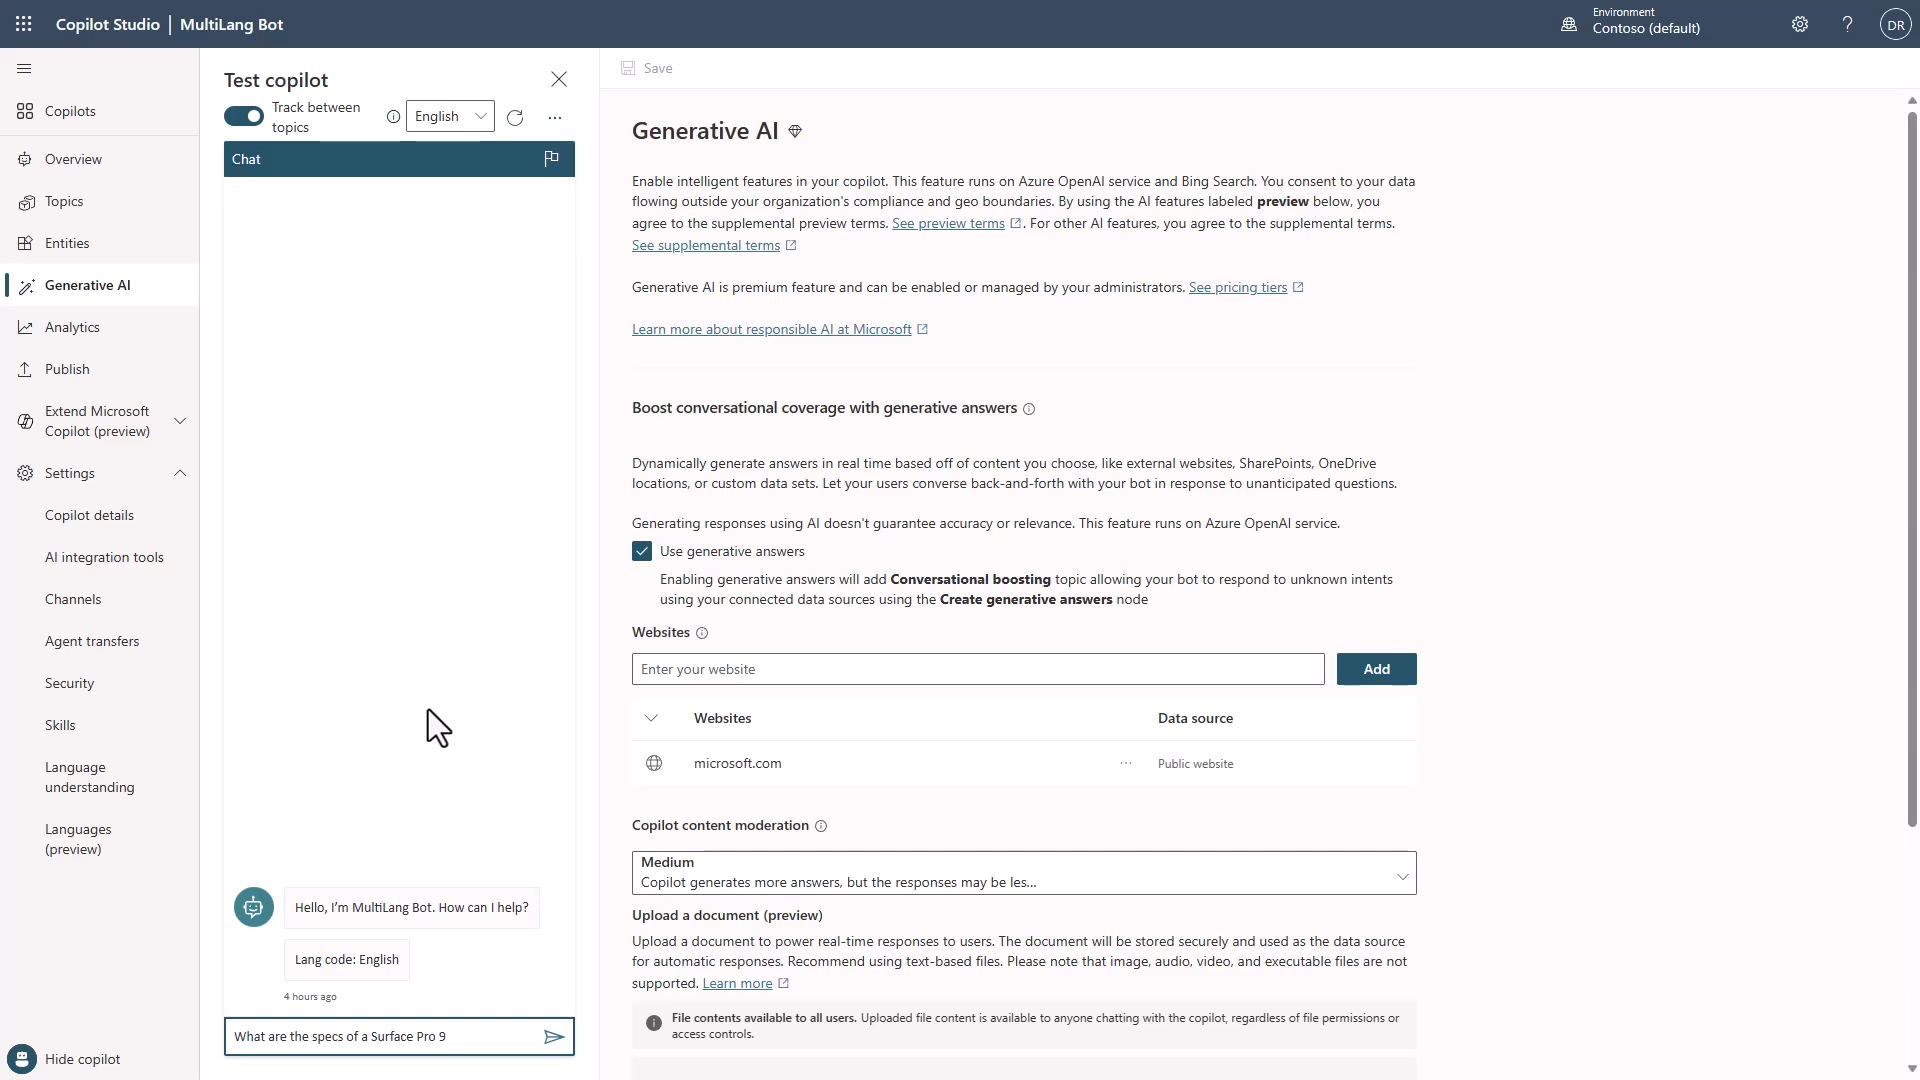 Copilot Studio | MultiLang Bot
Environment
Contoso (default)
?
DR
Copilots
Overview
Topics
Entities
Generative AI
Analytics
Publish
Extend Microsoft
Copilot (preview)
Settings
Copilot details
AI integration tools
Channels
Agent transfers
Security
Skills
Language
understanding
Languages
(preview)
Hide copilot
Test copilot
Track between
topics
English
Chat
Hello, I’m MultiLang Bot. How can I help?
Lang code: English
4 hours ago
What are the specs of a Surface Pro 9
Save
Generative AI
Enable intelligent features in your copilot. This feature runs on Azure OpenAI service and Bing Search. You consent to your data
flowing outside your organization's compliance and geo boundaries. By using the AI features labeled preview below, you
agree to the supplemental preview terms. See preview terms . For other AI features, you agree to the supplemental terms.
See supplemental terms
Generative AI is premium feature and can be enabled or managed by your administrators. See pricing tiers
Learn more about responsible AI at Microsoft
Boost conversational coverage with generative answers
Dynamically generate answers in real time based off of content you choose, like external websites, SharePoints, OneDrive
locations, or custom data sets. Let your users converse back-and-forth with your bot in response to unanticipated questions.
Generating responses using AI doesn't guarantee accuracy or relevance. This feature runs on Azure OpenAI service.
Use generative answers
Enabling generative answers will add Conversational boosting topic allowing your bot to respond to unknown intents
using your connected data sources using the Create generative answers node
Websites
Enter your website
Add
Websites
Data source
microsoft.com
Public website
Copilot content moderation
Medium
Copilot generates more answers, but the responses may be les...
Upload a document (preview)
Upload a document to power real-time responses to users. The document will be stored securely and used as the data source
for automatic responses. Recommend using text-based files. Please note that image, audio, video, and executable files are not
supported. Learn more
File contents available to all users. Uploaded file content is available to anyone chatting with the copilot, regardless of file permissions or
access controls.